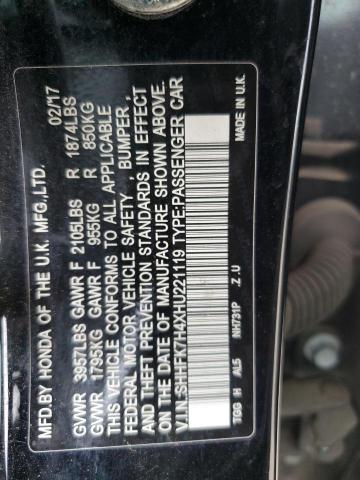 MFD.BY HONDA OF THE U.K. MFG.,LTD. 02/17
GVWR 3957LBS GAWR F 2105LBS R 1874LBS
GVWR 1795KG GAWR F 955KG R 850KG
THIS VEHICLE CONFORMS TO ALL APPLICABLE
FEDERAL MOTOR VEHICLE SAFETY , BUMPER,
AND THEFT PREVENTION STANDARDS IN EFFECT
ON THE DATE OF MANUFACTURE SHOWN ABOVE.
V.I.N.:SHHFK7H4XHU221119 TYPE:PASSENGER CAR
MADE IN UK
TGG H AL5 NH731P .Z.U